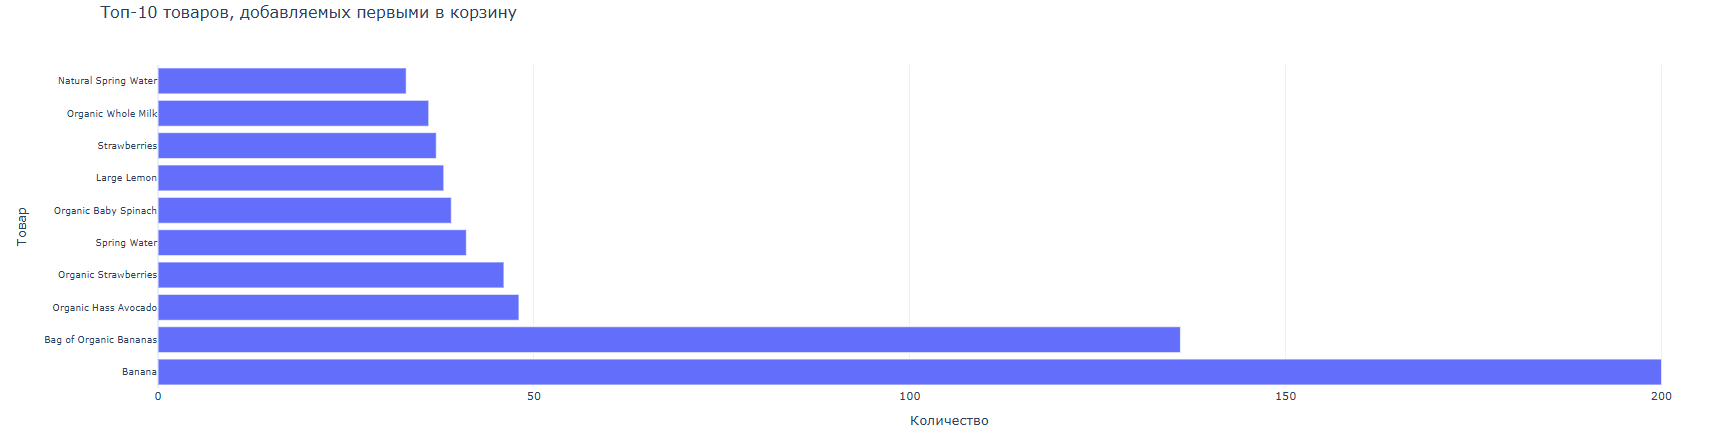 Топ-10 товаров, добавляемых первыми в корзину
Товар
Natural Spring Water
Organic Whole Milk
Strawberries
Large Lemon
Organic Baby Spinach
Spring Water
Organic Strawberries
Organic Hass Avocado
Bag of Organic Bananas
Banana
0 50 100 150 200
Количество